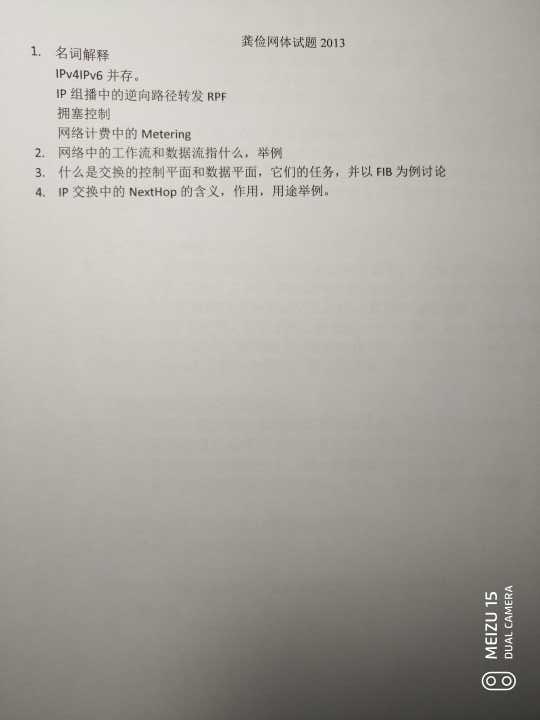 龚俭网体试题 2013
1. 名词解释
IPv4IPv6 并存。
IP 组播中的逆向路径转发 RPF
拥塞控制
网络计费中的 Metering
2. 网络中的工作流和数据流指什么，举例
3. 什么是交换的控制平面和数据平面，它们的任务，并以 FIB 为例讨论
4. IP 交换中的 NextHop 的含义，作用，用途举例。
MEIZU 15
DUAL CAMERA